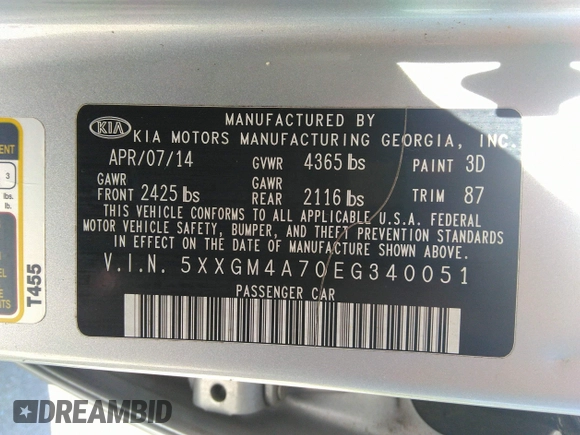 MANUFACTURED BY
KIA KIA MOTORS MANUFACTURING GEORGIA, INC.
APR/07/14 GVWR 4365 lbs PAINT 3D
GAWR FRONT 2425 lbs GAWR REAR 2116 lbs TRIM 87
THIS VEHICLE CONFORMS TO ALL APPLICABLE U.S.A. FEDERAL
MOTOR VEHICLE SAFETY, BUMPER, AND THEFT PREVENTION STANDARDS
IN EFFECT ON THE DATE OF MANUFACTURE SHOWN ABOVE.
V.I.N. 5XXGM4A70EG340051
PASSENGER CAR
3
lbs.
T455
DREAMBID